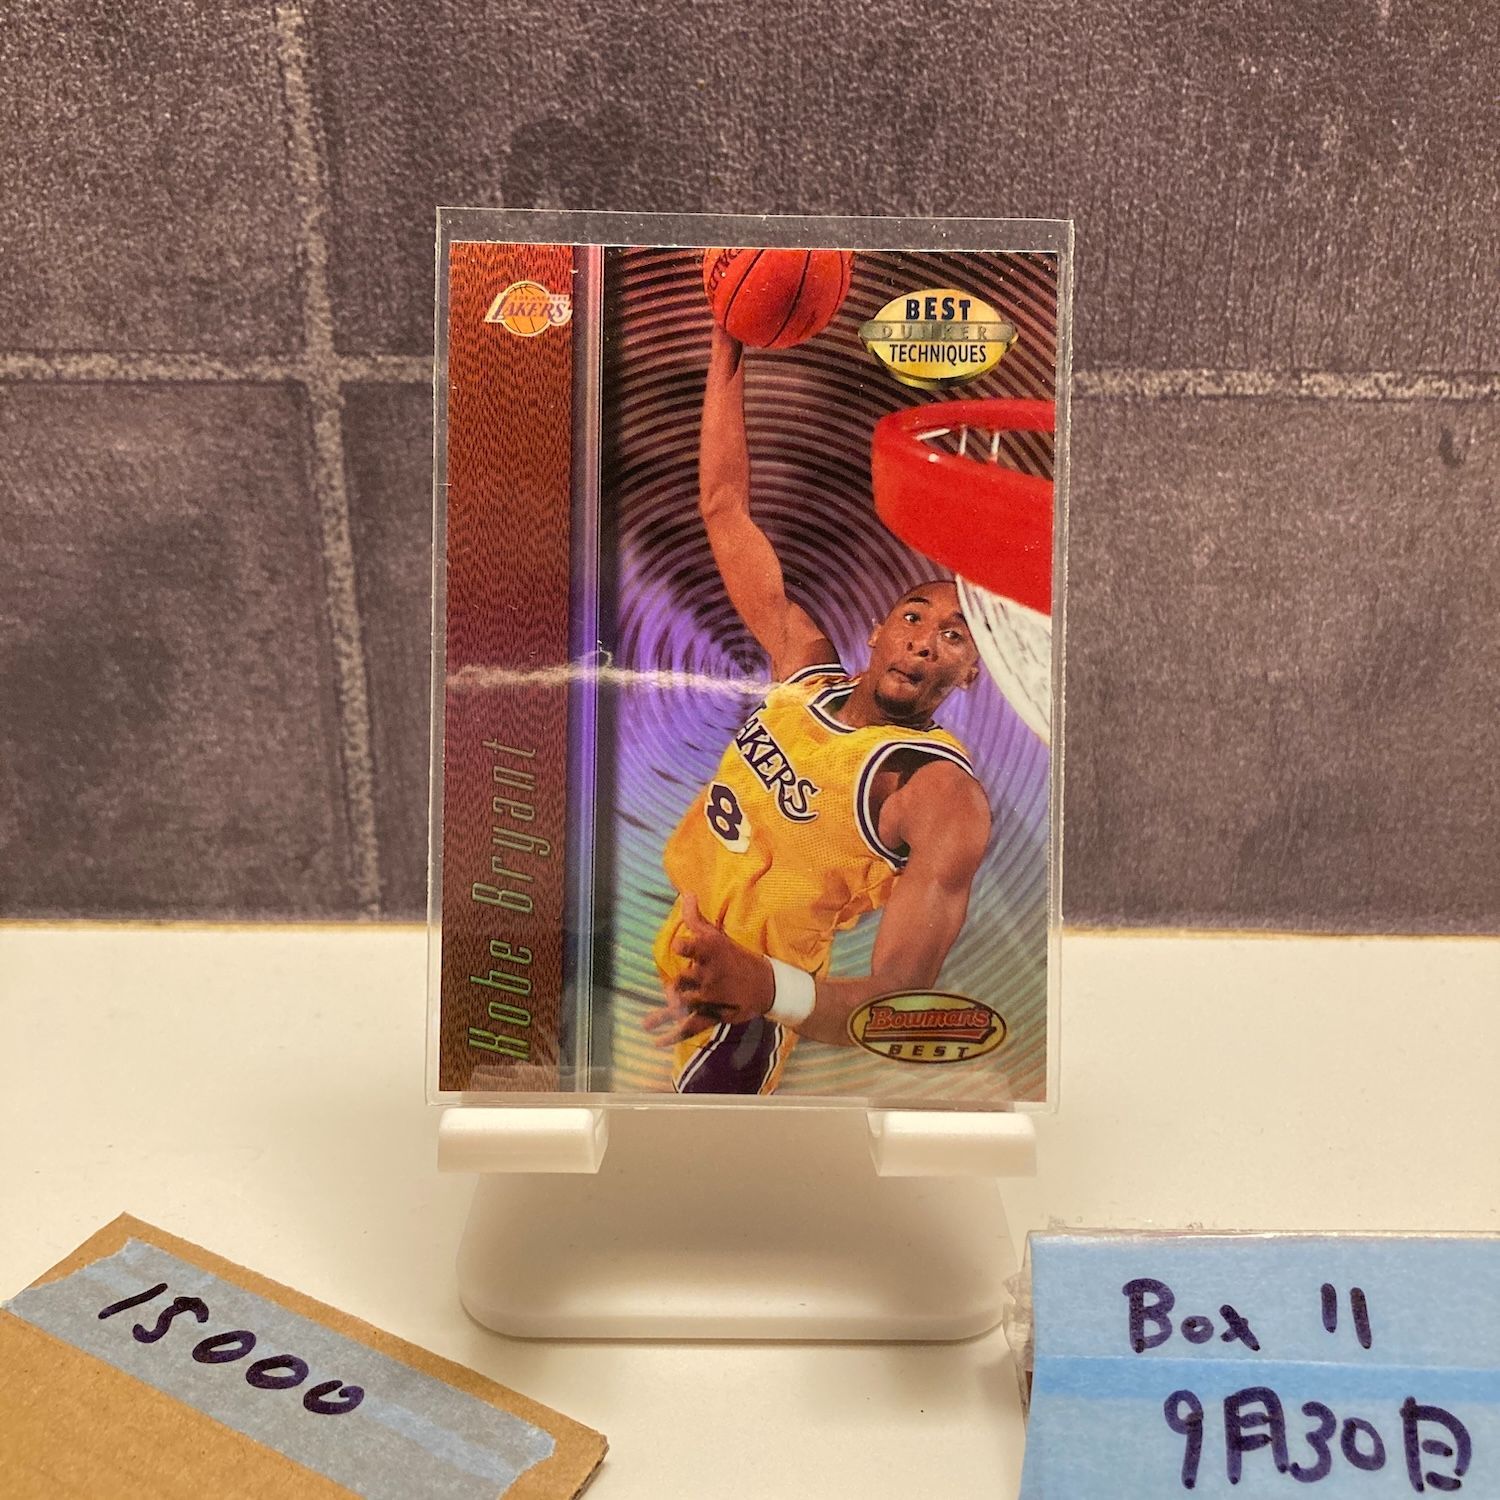 LAKERS
BEST
DUNKER
TECHNIQUES
LAKERS
8
Kobe Bryant
Bowman's
BEST
15000
Box 11
9月30日